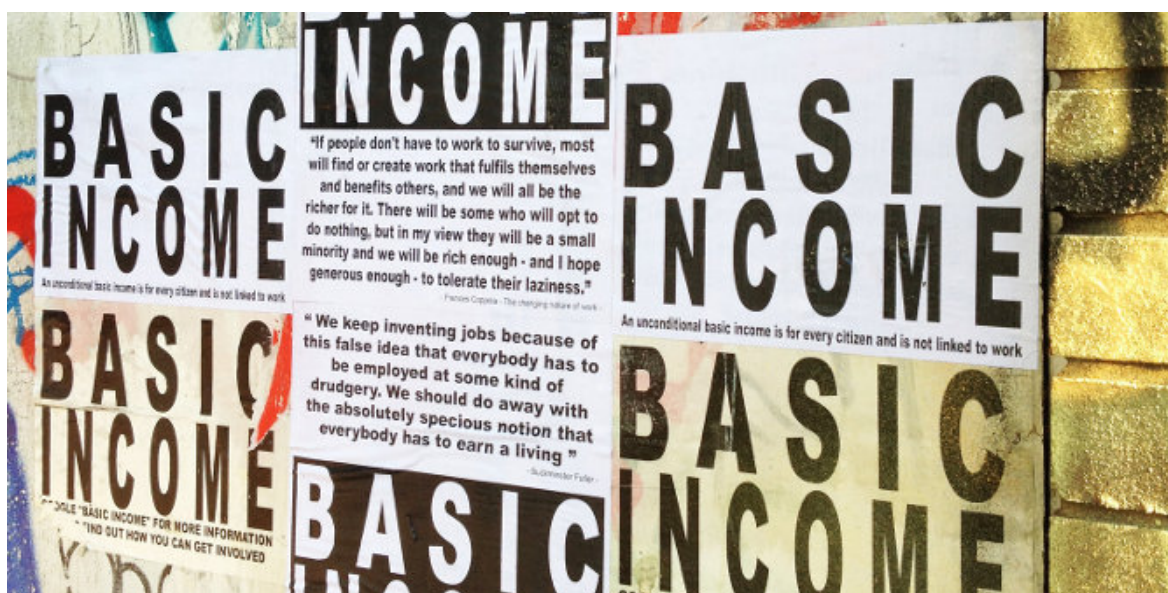 BASIC
INCOME
An unconditional basic income is for every citizen and is not linked to work
BASIC
INCOME
"BASIC INCOME" FOR MORE INFORMATION
OUT HOW YOU CAN GET INVOLVED
INCOME
"If people don't have to work to survive, most
will find or create work that fulfils themselves
and benefits others, and we will all be the
richer for it. There will be some who will opt to
do nothing, but in my view they will be a small
minority and we will be rich enough - and I hope
generous enough - to tolerate their laziness."
Frances Coppola - The changing nature of work -
" We keep inventing jobs because of
this false idea that everybody has to
be employed at some kind of
drudgery. We should do away with
the absolutely specious notion that
everybody has to earn a living "
- Buckminster Fuller -
BASIC
BASIC
INCOME
An unconditional basic income is for every citizen and is not linked to work
BASIC
INCOME